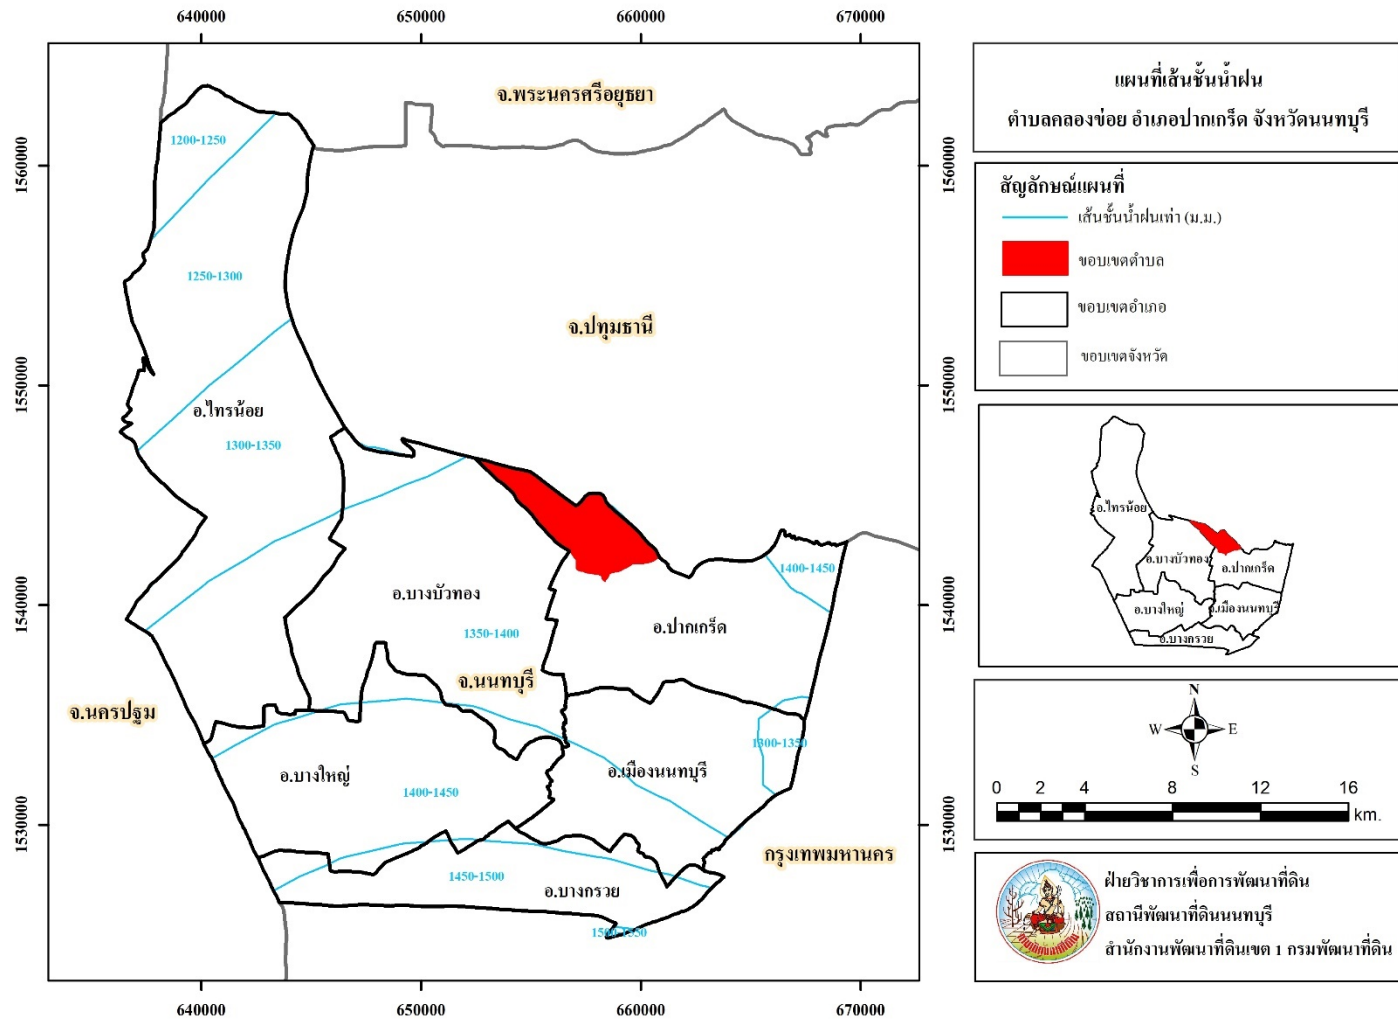 640000
650000
660000
670000
จ.พระนครศรีอยุธยา
1200-1250
1560000
1560000
1250-1300
จ.ปทุมธานี
1550000
1550000
อ.ไทรน้อย
1300-1350
1400-1450
อ.บางบัวทอง
1540000
1540000
1350-1400
อ.ปากเกร็ด
จ.นนทบุรี
จ.นครปฐม
1300-1350
อ.บางใหญ่
อ.เมืองนนทบุรี
1400-1450
1530000
1530000
กรุงเทพมหานคร
1450-1500
อ.บางกรวย
1500-1550
640000
650000
660000
670000
แผนที่เส้นชั้นน้ำฝน
ตำบลคลองข่อย อำเภอปากเกร็ด จังหวัดนนทบุรี
สัญลักษณ์แผนที่
เส้นชั้นน้ำฝนเท่า (ม.ม.)
ขอบเขตตำบล
ขอบเขตอำเภอ
ขอบเขตจังหวัด
อ.ไทรน้อย
อ.บางบัวทอง
อ.ปากเกร็ด
อ.บางใหญ่
อ.เมืองนนทบุรี
อ.บางกรวย
N
W
E
S
0 2 4 8 12 16
km.
ฝ่ายวิชาการเพื่อการพัฒนาที่ดิน
สถานีพัฒนาที่ดินนนทบุรี
สำนักงานพัฒนาที่ดินเขต 1 กรมพัฒนาที่ดิน
กรมพัฒนาที่ดิน